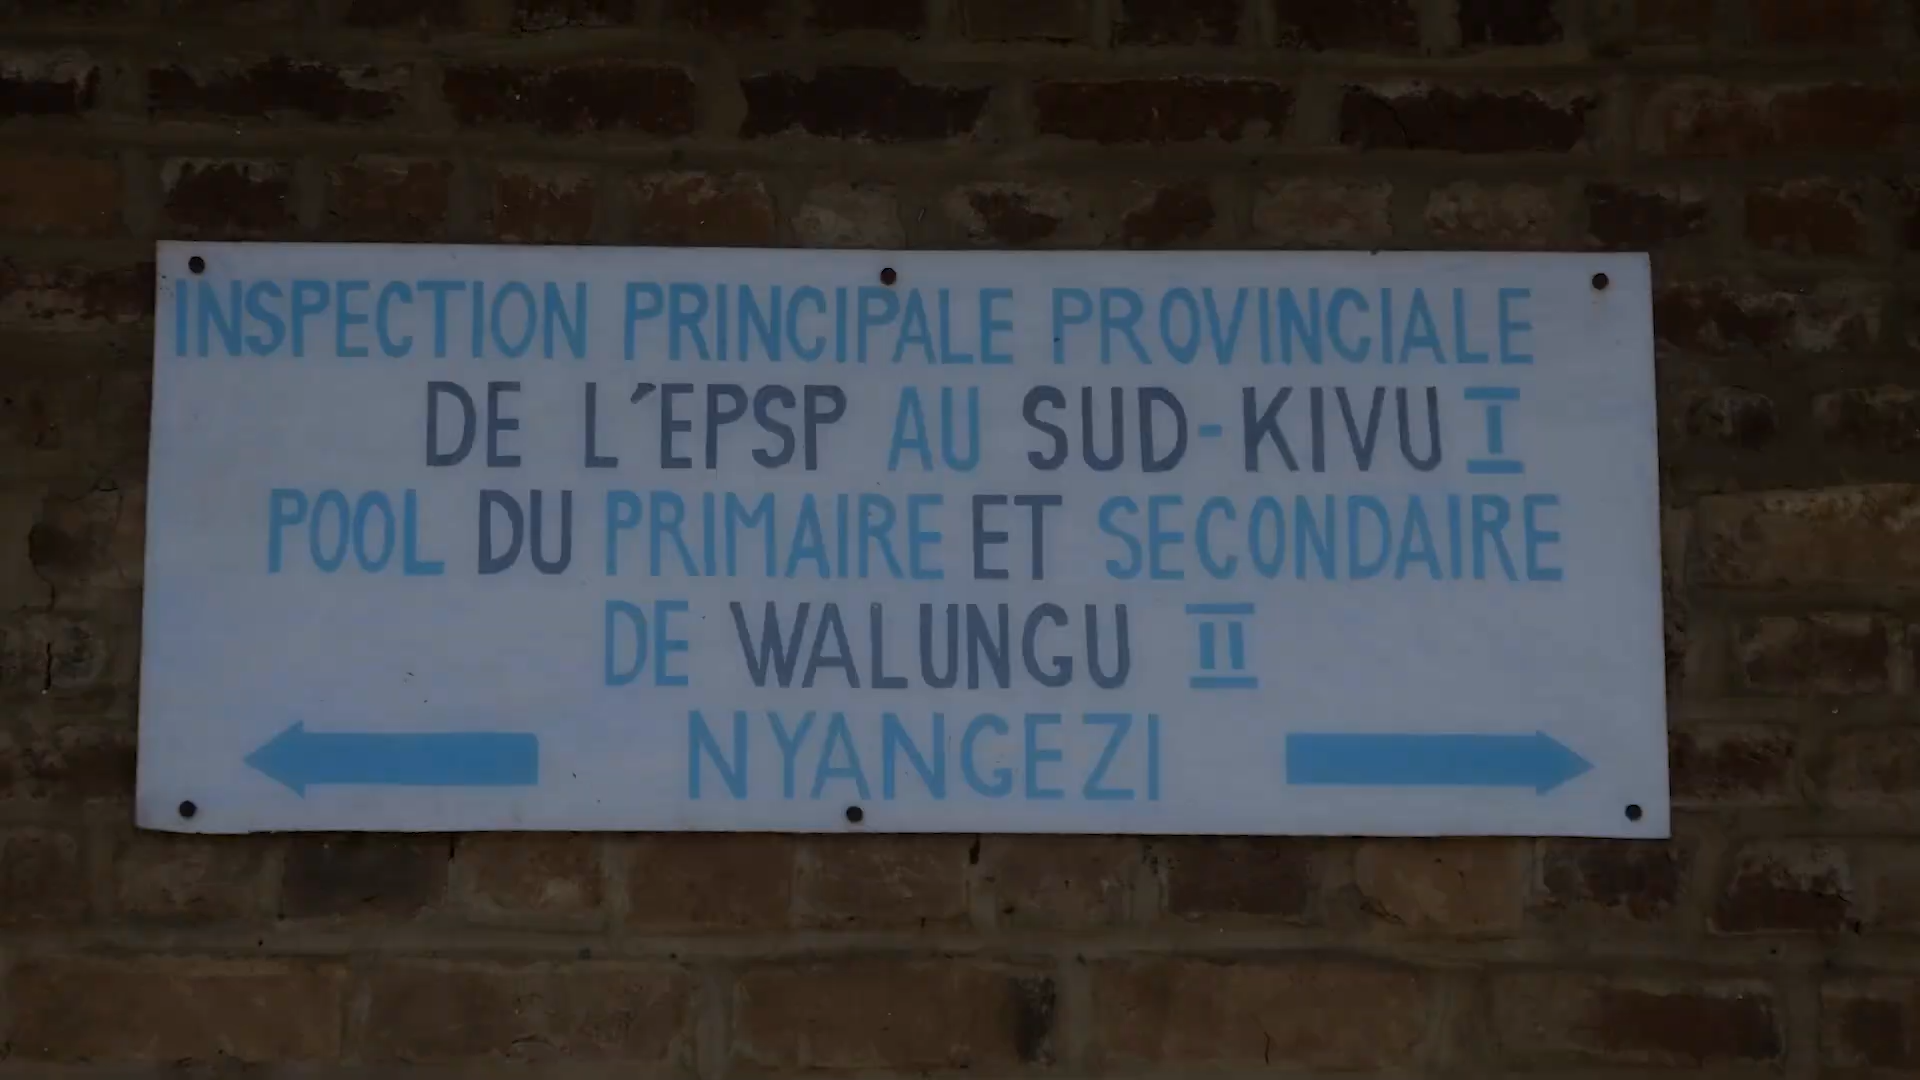 INSPECTION PRINCIPALE PROVINCIALE
DE L'EPSP AU SUD-KIVU I
POOL DU PRIMAIRE ET SECONDAIRE
DE WALUNGU II
NYANGEZI